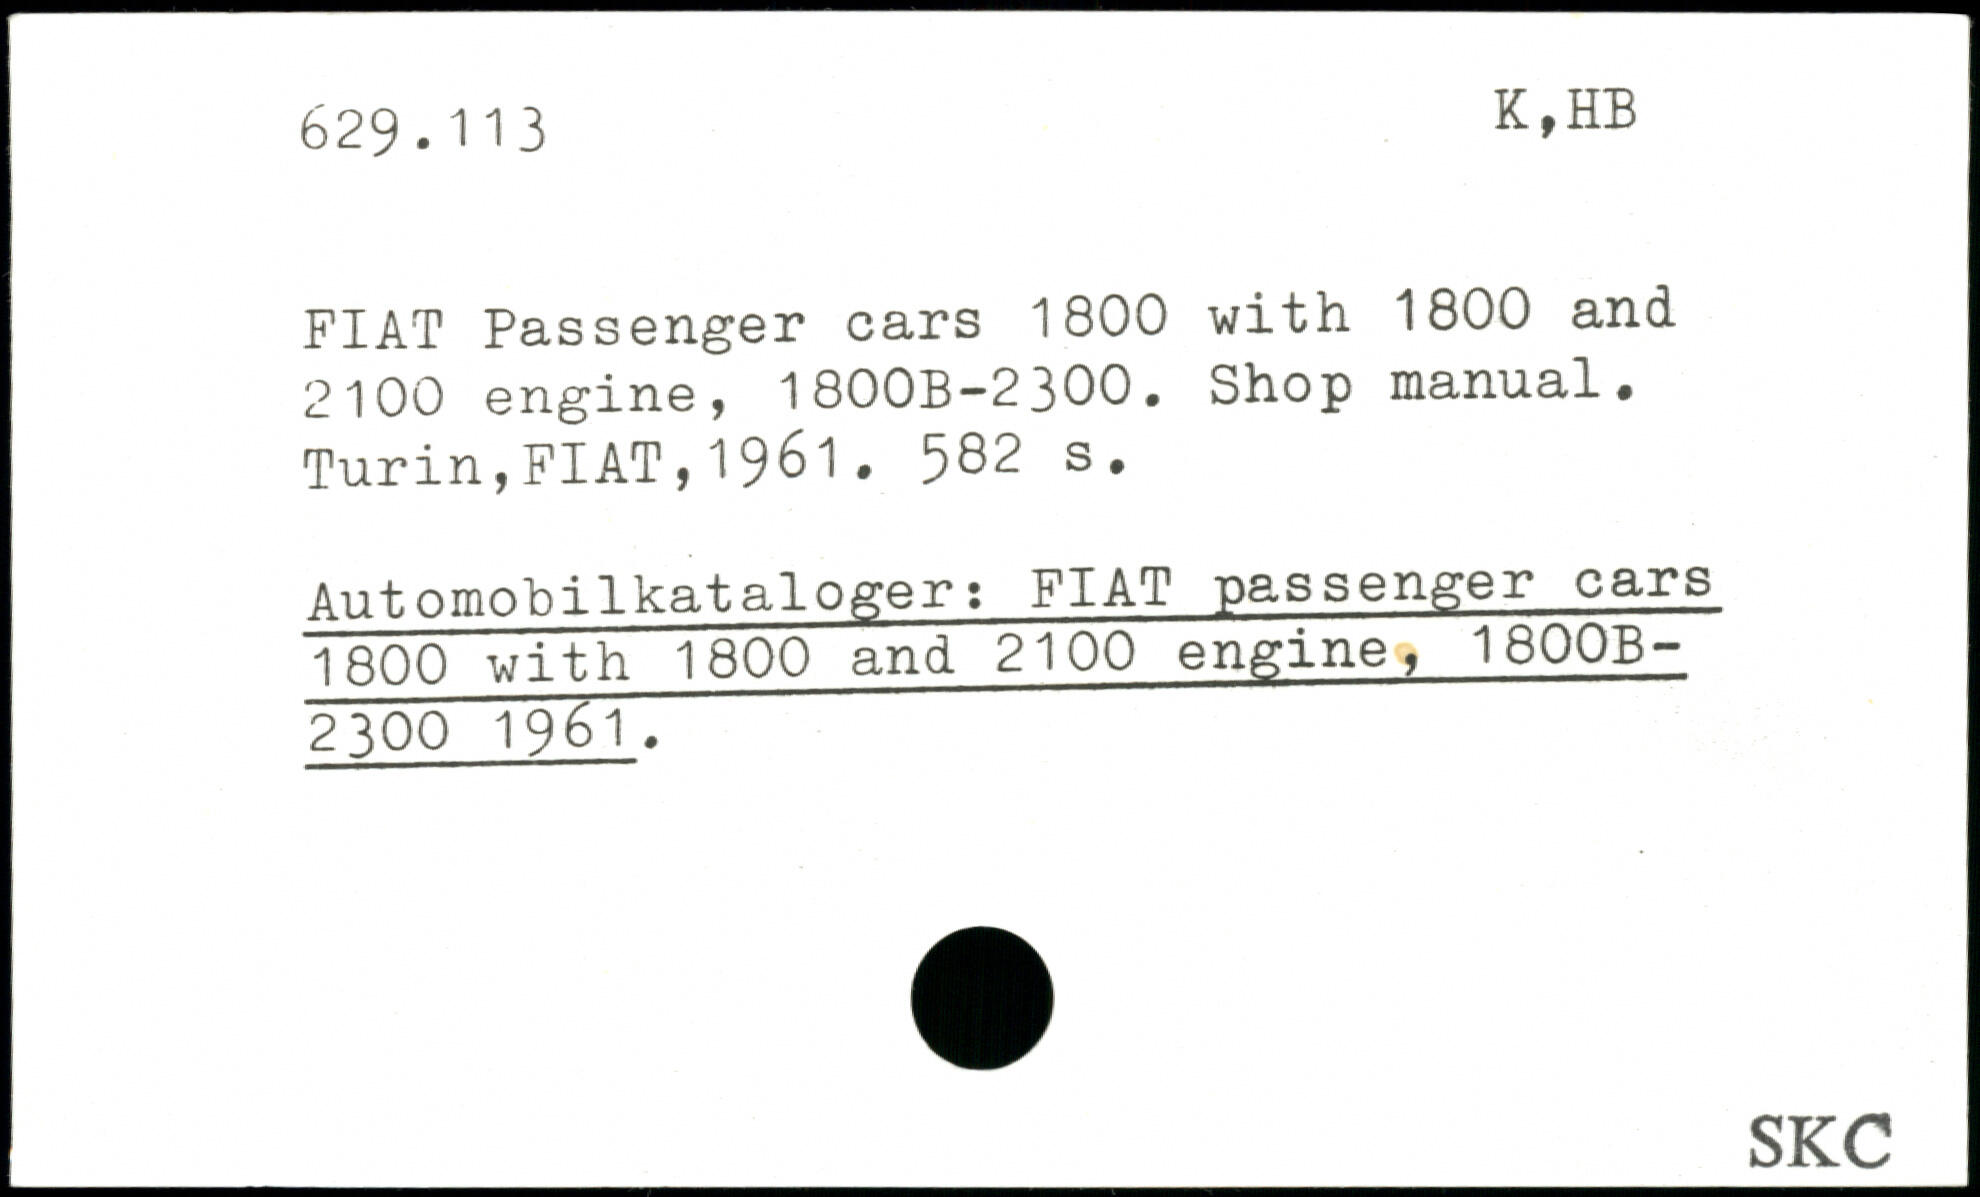 629.113
K,HB
FIAT Passenger cars 1800 with 1800 and
2100 engine, 1800B-2300. Shop manual.
Turin,FIAT,1961. 582 s.
Automobilkataloger: FIAT passenger cars
1800 with 1800 and 2100 engine, 1800B-
2300 1961.
SKC